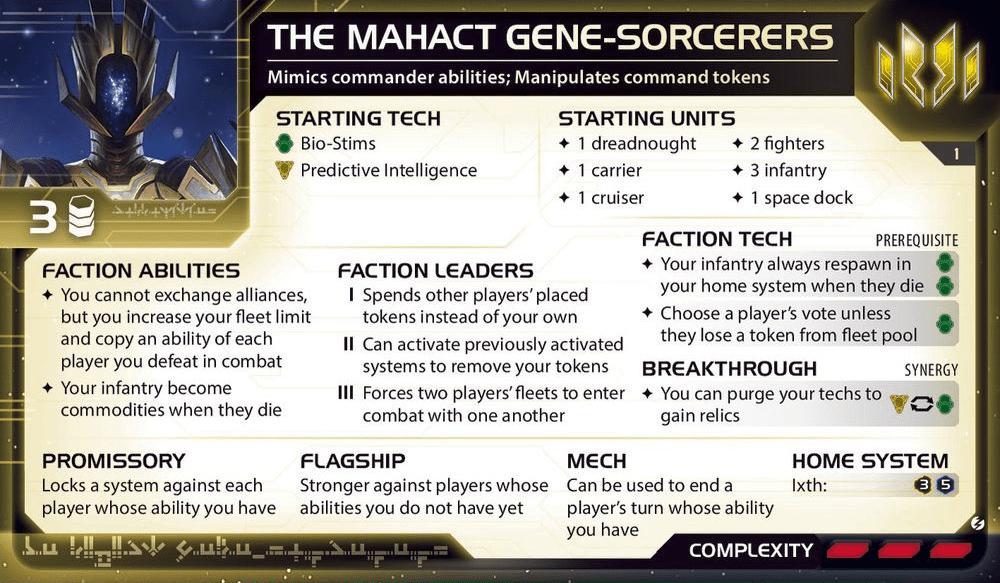 THE MAHACT GENE-SORCERERS
Mimics commander abilities; Manipulates command tokens
1
3
STARTING TECH
Bio-Stims
Predictive Intelligence
STARTING UNITS
1 dreadnought
1 carrier
1 cruiser
2 fighters
3 infantry
1 space dock
FACTION ABILITIES
You cannot exchange alliances,
but you increase your fleet limit
and copy an ability of each
player you defeat in combat
Your infantry become
commodities when they die
FACTION LEADERS
I Spends other players' placed
tokens instead of your own
II Can activate previously activated
systems to remove your tokens
III Forces two players' fleets to enter
combat with one another
FACTION TECH PREREQUISITE
Your infantry always respawn in
your home system when they die
Choose a player's vote unless
they lose a token from fleet pool
BREAKTHROUGH SYNERGY
You can purge your techs to
gain relics
PROMISSORY
Locks a system against each
player whose ability you have
FLAGSHIP
Stronger against players whose
abilities you do not have yet
MECH
Can be used to end a
player's turn whose ability
you have
HOME SYSTEM
Ixth: 3 5
COMPLEXITY